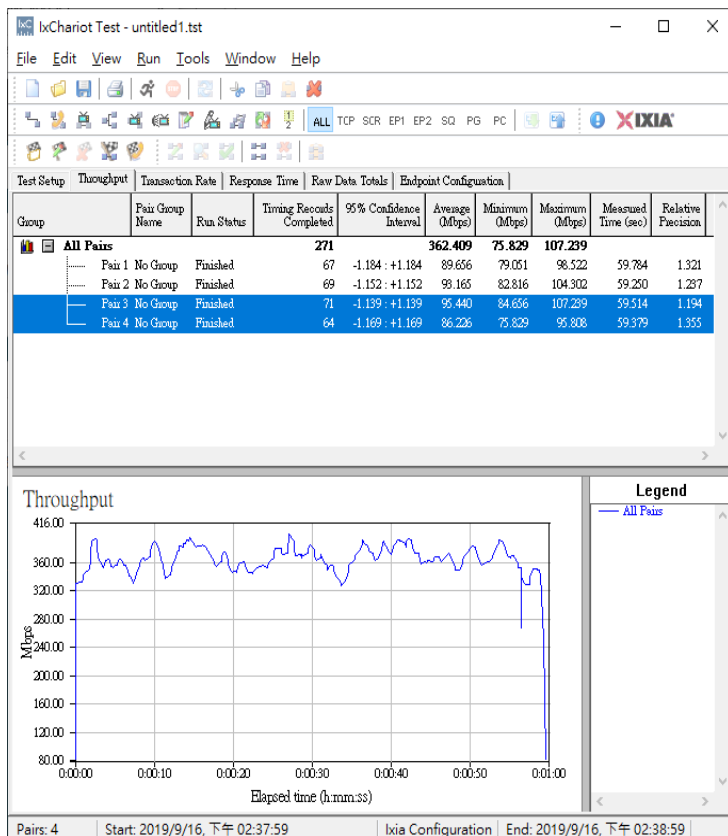 IxC IxChariot Test - untitled1.tst
File Edit View Run Tools Window Help
1 2 ALL TCP SCR EP1 EP2 SQ PG PC XIXIA
Test Setup Throughput Transaction Rate Response Time Raw Data Totals Endpoint Configuration
Group Pair Group Name Run Status Timing Records Completed 95% Confidence Interval Average (Mbps) Minimum (Mbps) Maximum (Mbps) Measured Time (sec) Relative Precision
All Pairs 271 362.409 75.829 107.239
Pair 1 No Group Finished 67 -1.184 : +1.184 89.656 79.051 98.522 59.784 1.321
Pair 2 No Group Finished 69 -1.152 : +1.152 93.165 82.816 104.302 59.250 1.237
Pair 3 No Group Finished 71 -1.139 : +1.139 95.440 84.656 107.239 59.514 1.194
Pair 4 No Group Finished 64 -1.169 : +1.169 86.226 75.829 95.808 59.379 1.355
Throughput
416.00
360.00
320.00
280.00
240.00
200.00
160.00
120.00
80.00
Mbps
0:00:00 0:00:10 0:00:20 0:00:30 0:00:40 0:00:50 0:01:00
Elapsed time (h:mm:ss)
Legend
All Pairs
Pairs: 4 Start: 2019/9/16, 下午 02:37:59 Ixia Configuration End: 2019/9/16, 下午 02:38:59